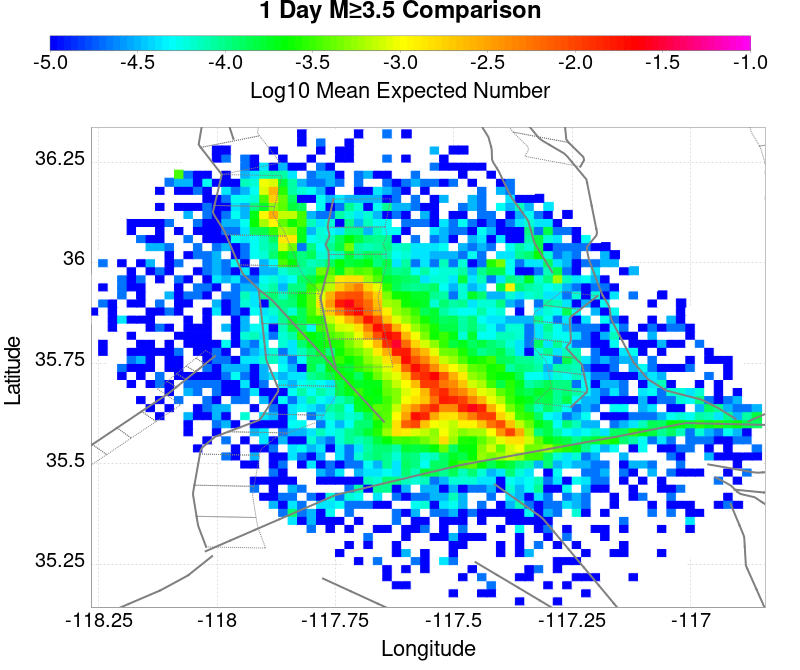 1 Day M≥3.5 Comparison
-5.0 -4.5 -4.0 -3.5 -3.0 -2.5 -2.0 -1.5 -1.0
Log10 Mean Expected Number
36.25
36
35.75
35.5
35.25
Latitude
-118.25 -118 -117.75 -117.5 -117.25 -117
Longitude